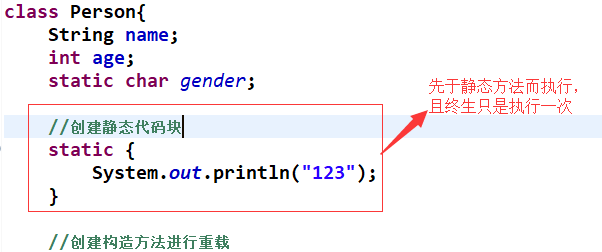 class Person{
String name;
int age;
static char gender;
先于静态方法而执行，
且终生只是执行一次
//创建静态代码块
static {
System.out.println("123");
}
//创建构造方法进行重载